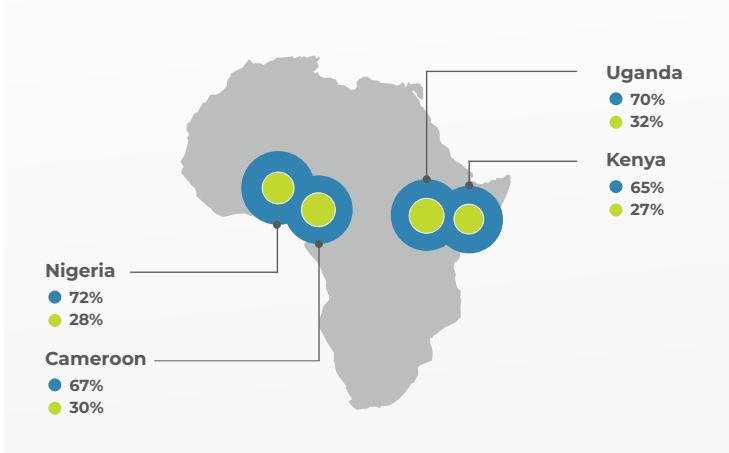 Uganda
70%
32%
Kenya
65%
27%
Nigeria
72%
28%
Cameroon
67%
30%